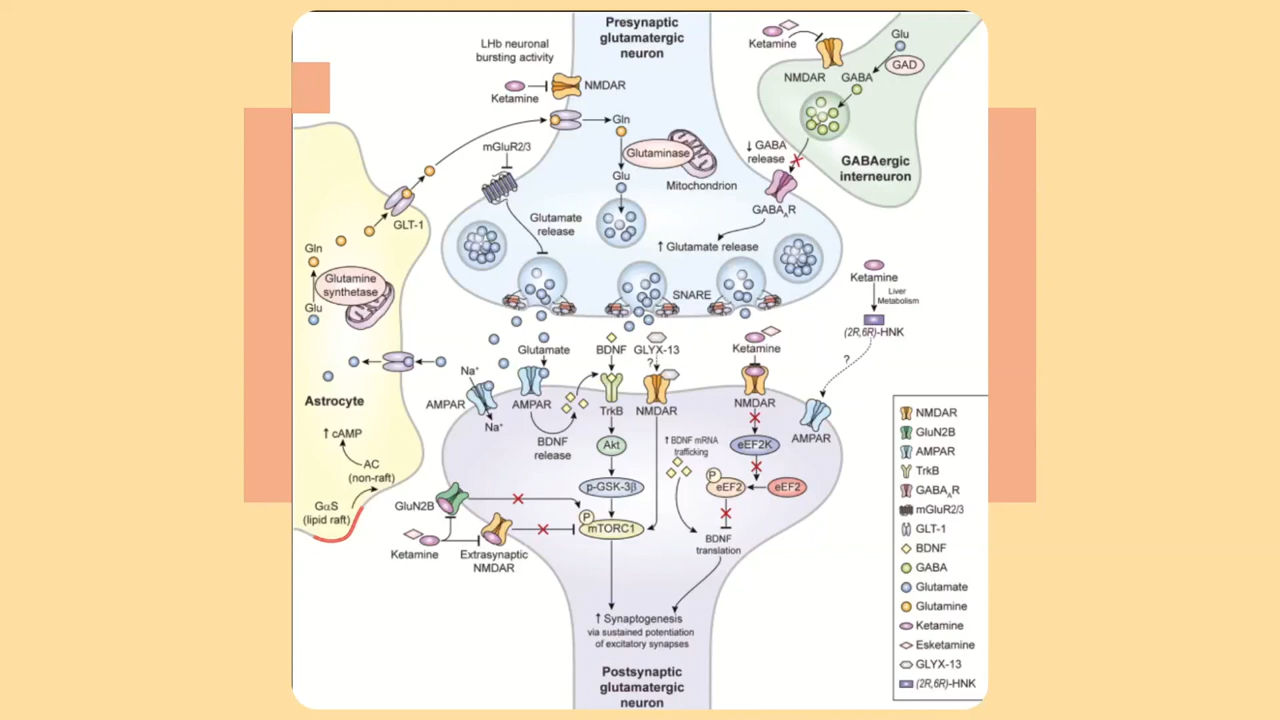 Presynaptic
glutamatergic
neuron
LHb neuronal
bursting activity
Ketamine
NMDAR
Ketamine
NMDAR
Glu
GAD
GABA
GABAergic
interneuron
↓ GABA
release
GABA_AR
Gln
Glutaminase
Glu
Mitochondrion
mGluR2/3
Glutamate
release
↑ Glutamate release
SNARE
GLT-1
Gln
Glutamine
synthetase
Glu
Astrocyte
↑ cAMP
AC
(non-raft)
GαS
(lipid raft)
Ketamine
Liver
Metabolism
(2R,6R)-HNK
?
Glutamate
BDNF
GLYX-13
?
Ketamine
Na⁺
AMPAR
Na⁺
AMPAR
TrkB
NMDAR
NMDAR
AMPAR
BDNF
release
Akt
↑ BDNF mRNA
trafficking
eEF2K
p-GSK-3β
P
eEF2
eEF2
GluN2B
P
mTORC1
Ketamine
Extrasynaptic
NMDAR
BDNF
translation
↑ Synaptogenesis
via sustained potentiation
of excitatory synapses
Postsynaptic
glutamatergic
neuron
NMDAR
GluN2B
AMPAR
TrkB
GABA_AR
mGluR2/3
GLT-1
BDNF
GABA
Glutamate
Glutamine
Ketamine
Esketamine
GLYX-13
(2R,6R)-HNK